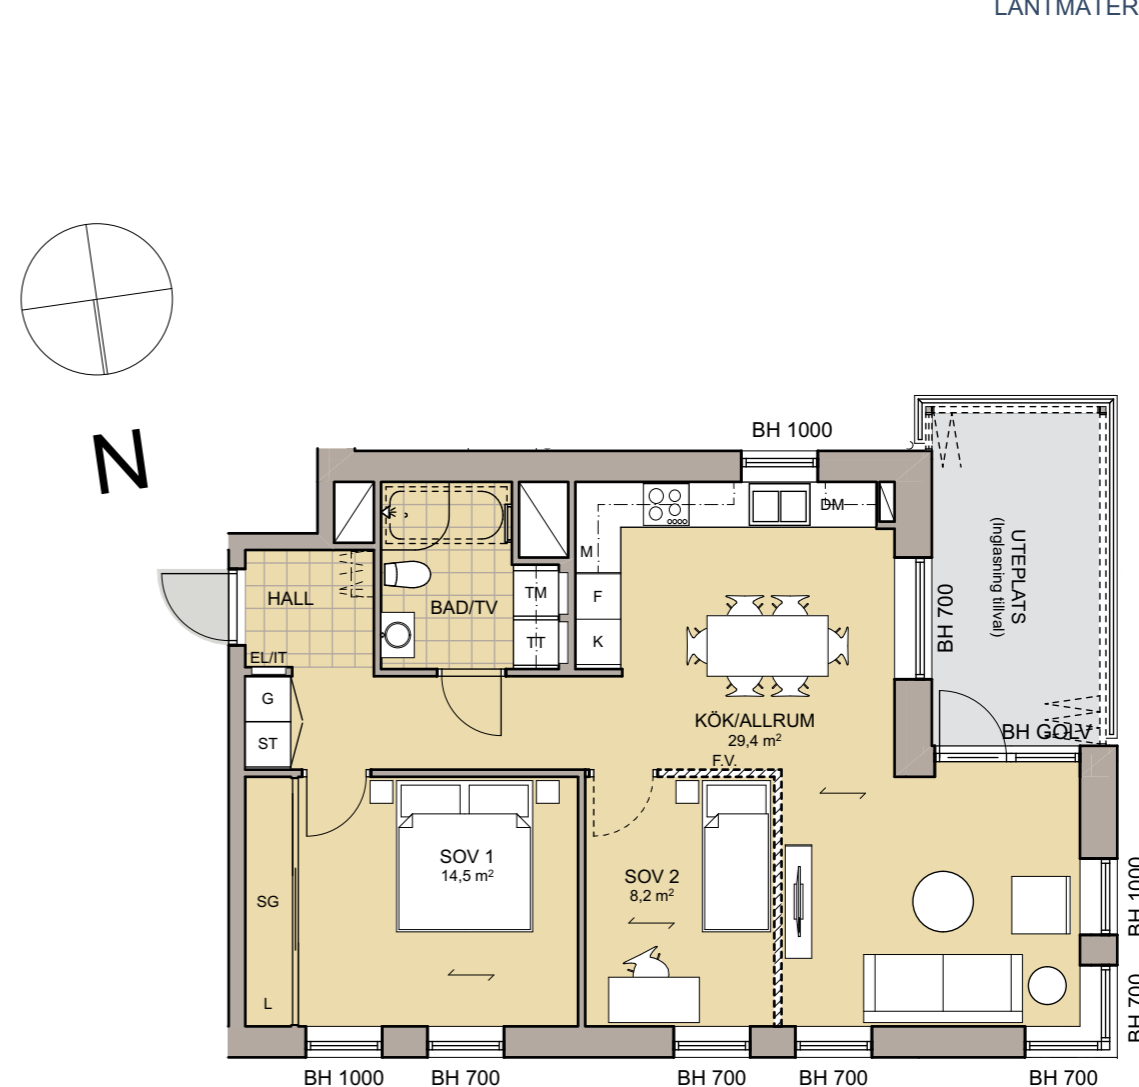 LANTMÄTER
N
BH 1000
UTEPLATS
(Inglasning tillval)
BH 700
BH GOLV
DM
M
F
K
HALL
BAD/TV
TM
TT
EL/IT
G
ST
KÖK/ALLRUM
29,4 m²
F.V.
SOV 1
14,5 m²
SOV 2
8,2 m²
SG
L
BH 1000
BH 700
BH 1000
BH 700
BH 700
BH 700
BH 700